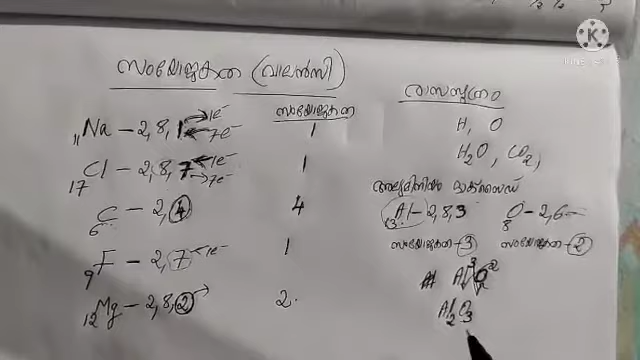 സംയോജകത (വാലൻസി)
സംയോജകത
₁₁Na – 2,8,1 1e⁻ 7e⁻ 1
₁₇Cl – 2,8,7 1e⁻ 7e⁻ 1
₆C – 2,4 4
₉F – 2,7 1e⁻ 1
₁₂Mg – 2,8,2 2.
രാസസൂത്രം
H, O
H₂O, CO₂,
അലുമിനിയം ഓക്സൈഡ്
₁₃Al – 2,8,3 ₈O – 2,6
സംയോജകത – 3 സംയോജകത – 2
Al³ O²
Al₂O₃